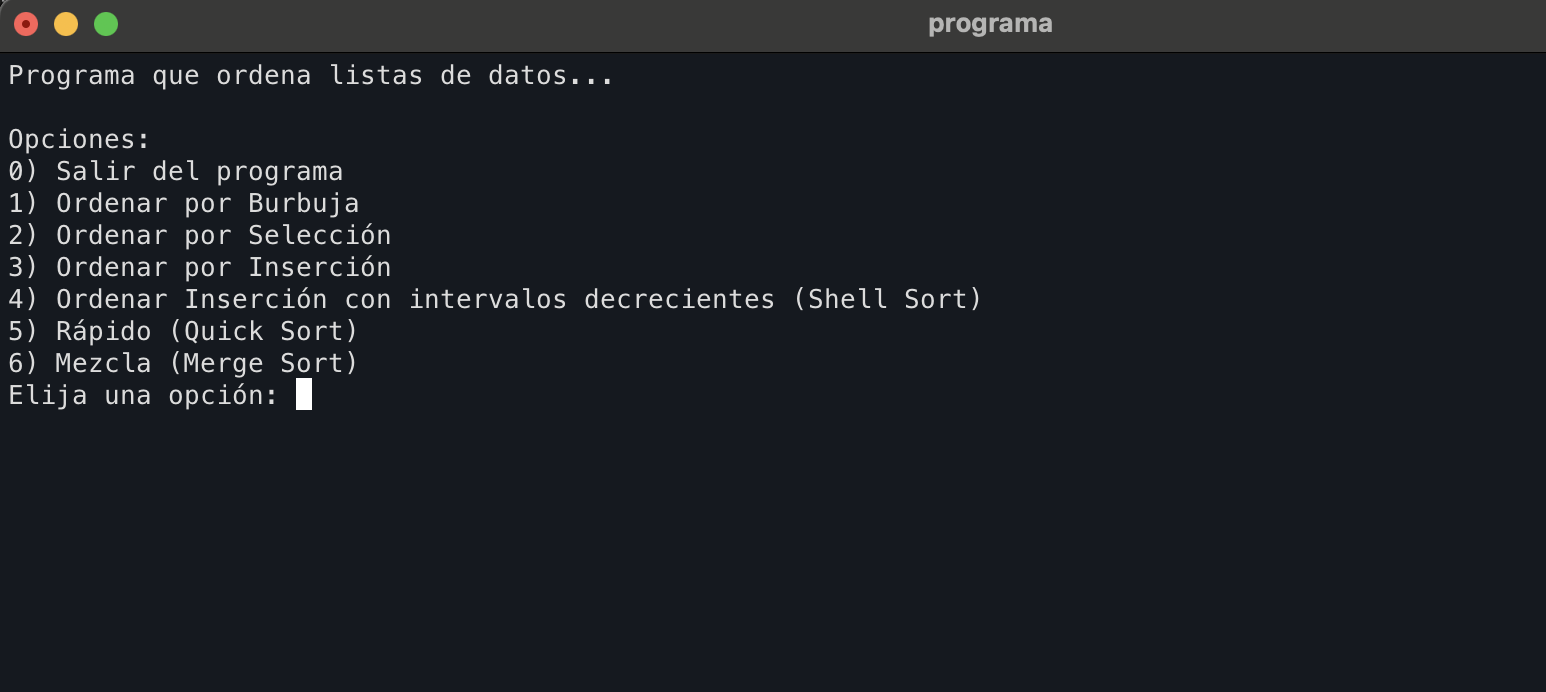 programa
Programa que ordena listas de datos...
Opciones:
0) Salir del programa
1) Ordenar por Burbuja
2) Ordenar por Selección
3) Ordenar por Inserción
4) Ordenar Inserción con intervalos decrecientes (Shell Sort)
5) Rápido (Quick Sort)
6) Mezcla (Merge Sort)
Elija una opción: